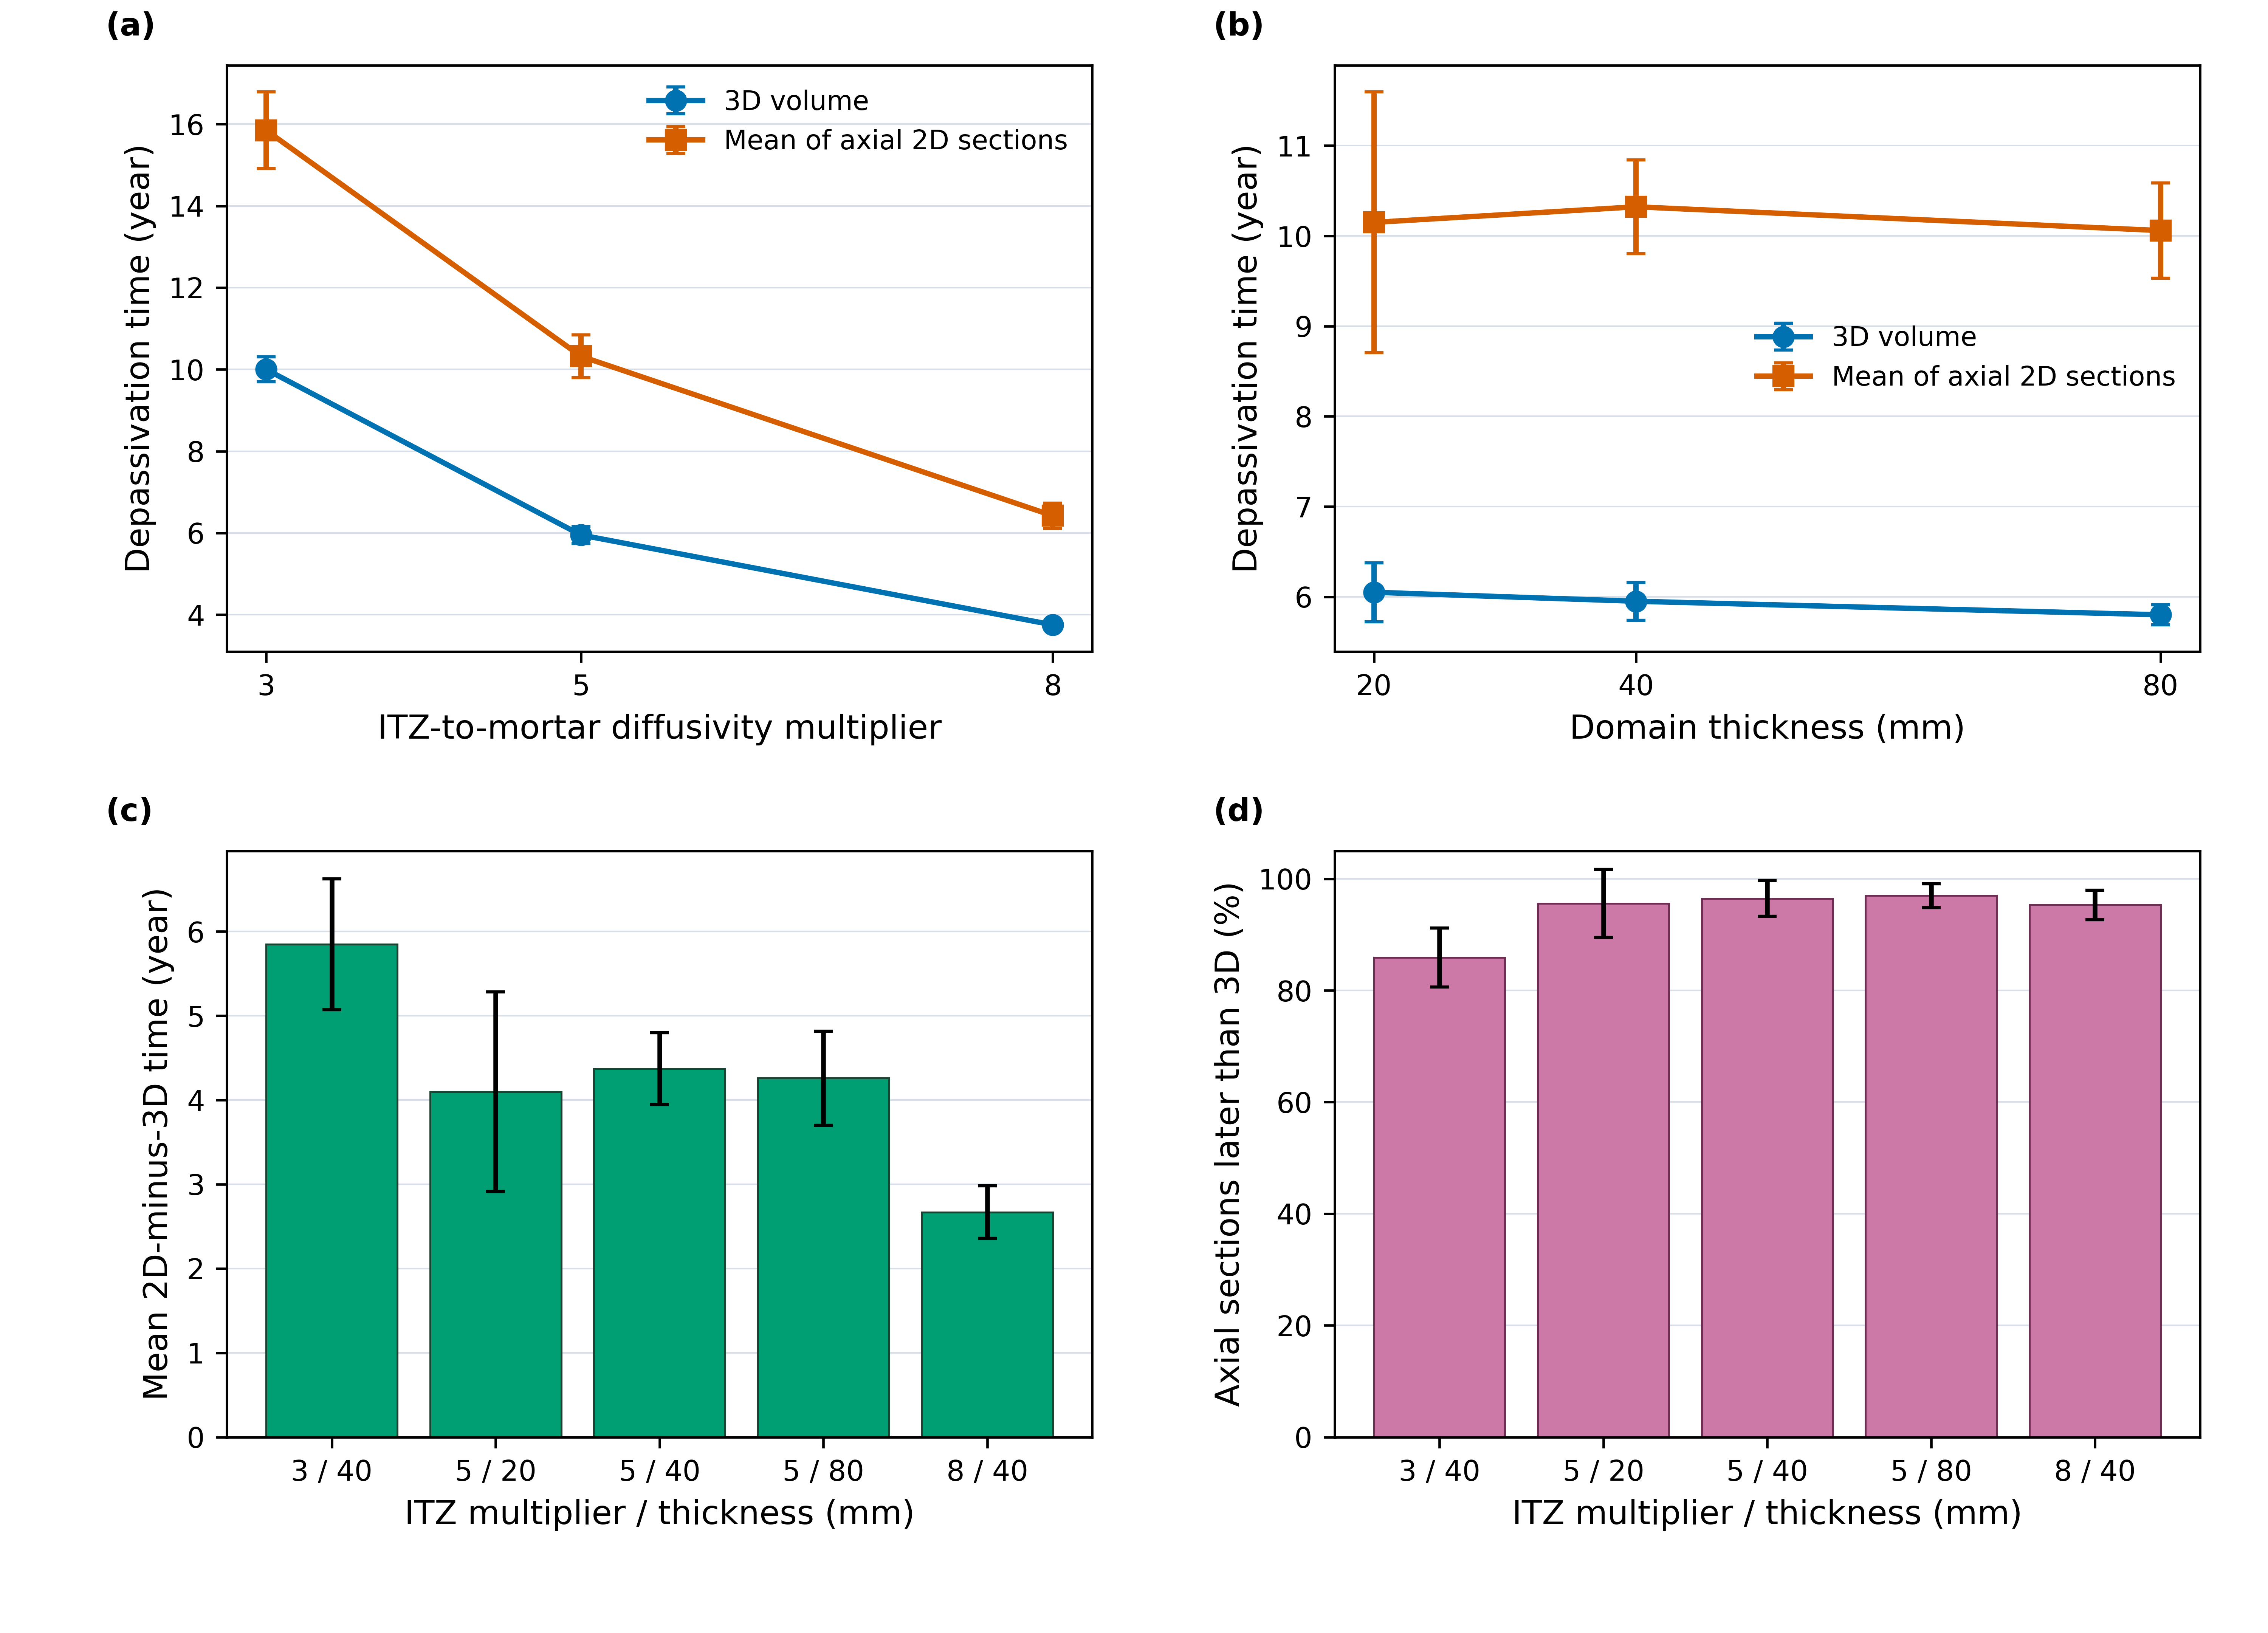 (a)
Depassivation time (year)
16
14
12
10
8
6
4
3D volume
Mean of axial 2D sections
3 5 8
ITZ-to-mortar diffusivity multiplier
(b)
Depassivation time (year)
11
10
9
8
7
6
3D volume
Mean of axial 2D sections
20 40 80
Domain thickness (mm)
(c)
Mean 2D-minus-3D time (year)
6
5
4
3
2
1
0
3 / 40 5 / 20 5 / 40 5 / 80 8 / 40
ITZ multiplier / thickness (mm)
(d)
Axial sections later than 3D (%)
100
80
60
40
20
0
3 / 40 5 / 20 5 / 40 5 / 80 8 / 40
ITZ multiplier / thickness (mm)